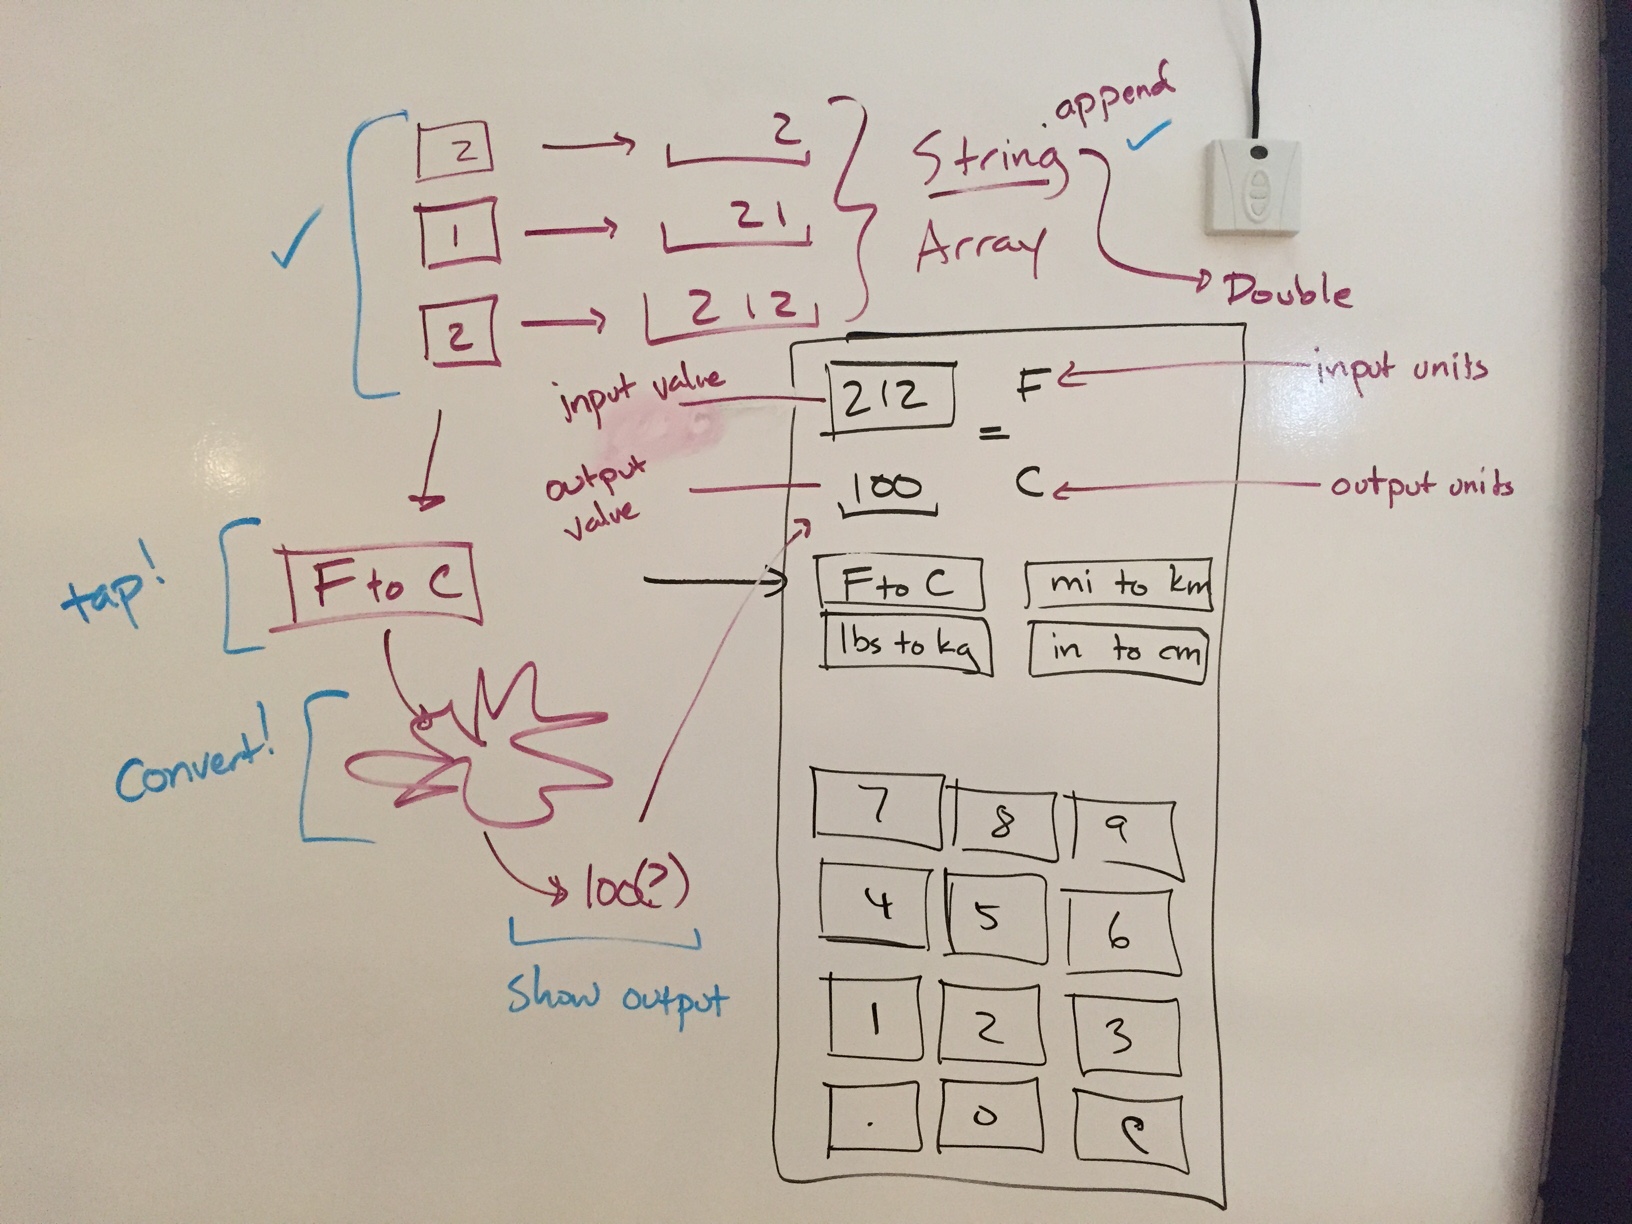 2 → 2
1 → 21
2 → 212
String .append
Array
Double
input value
212 F
input units
=
output value
100 C
output units
tap!
F to C
Convert!
100(?)
Show output
F to C mi to km
lbs to kg in to cm
7 8 9
4 5 6
1 2 3
. 0 C